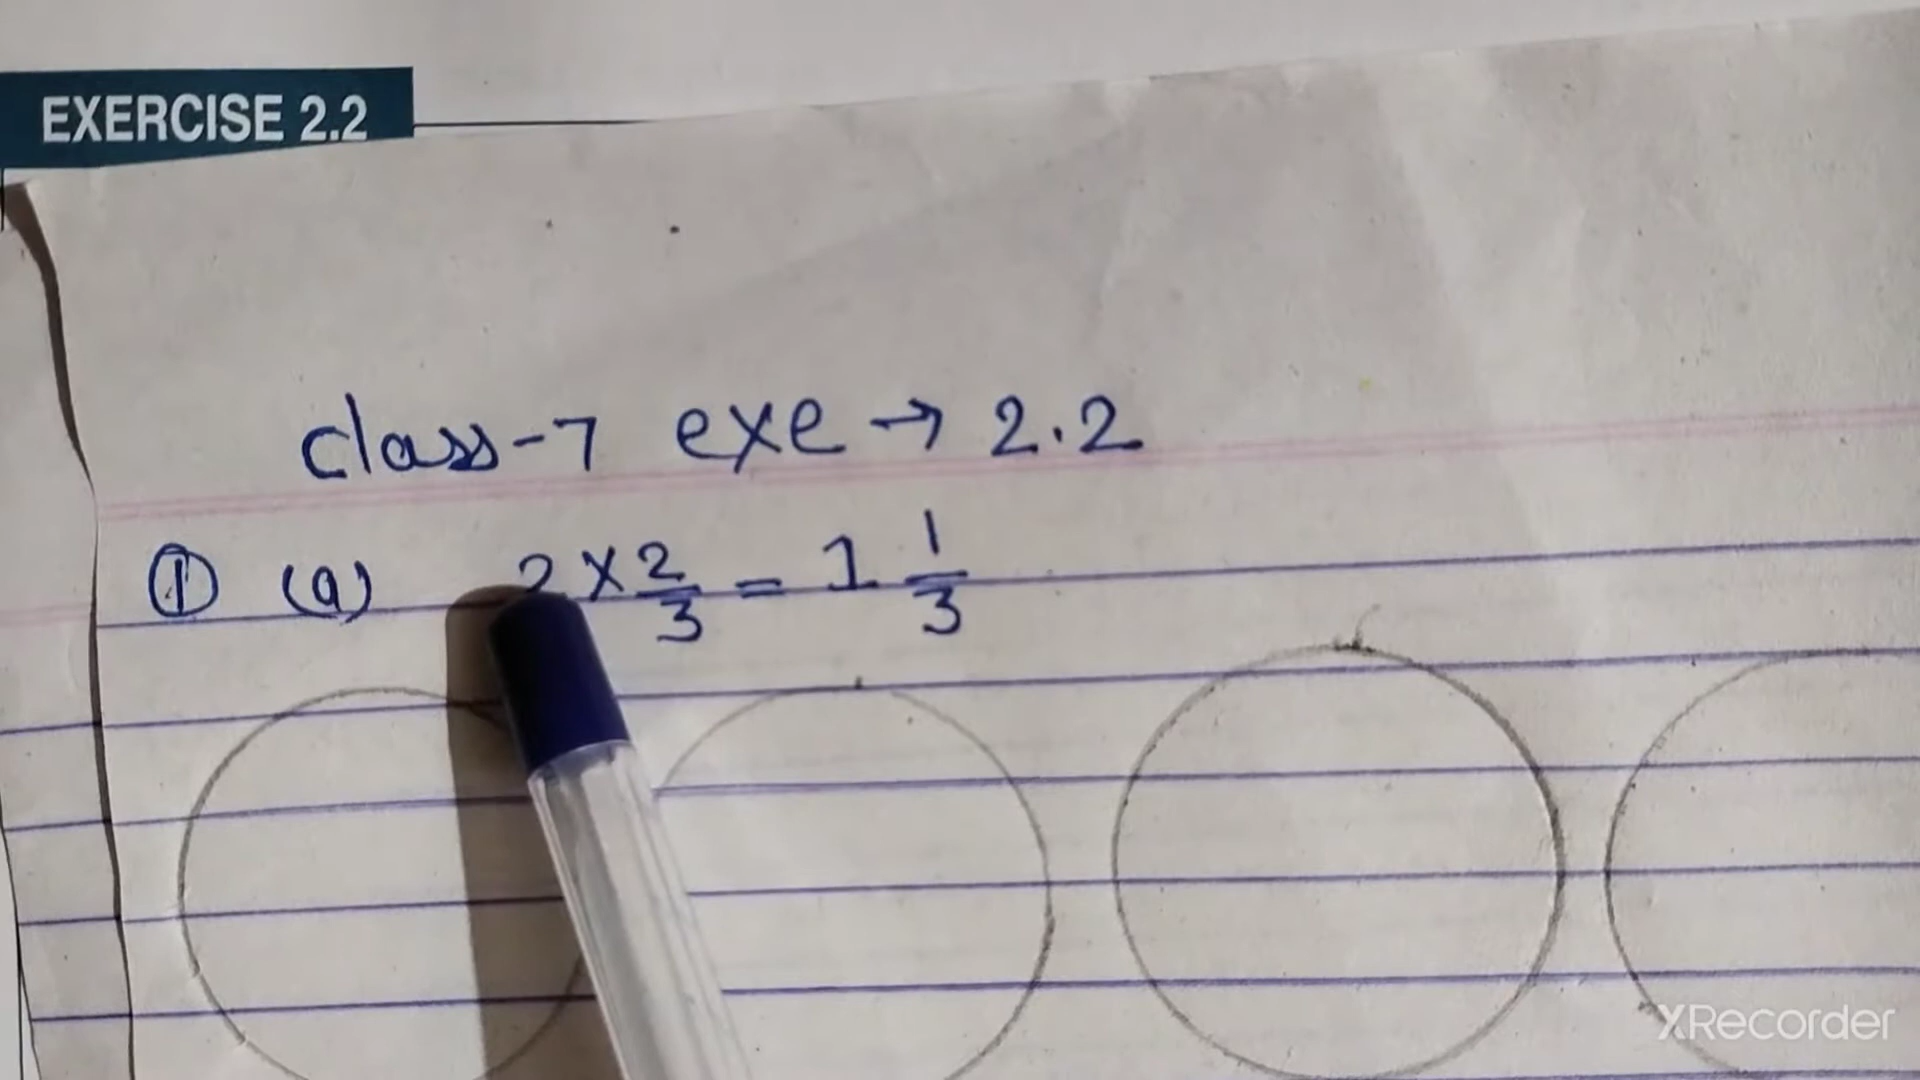 EXERCISE 2.2
class-7 exe → 2.2
① (a) 2 × 2/3 = 1 1/3
XRecorder